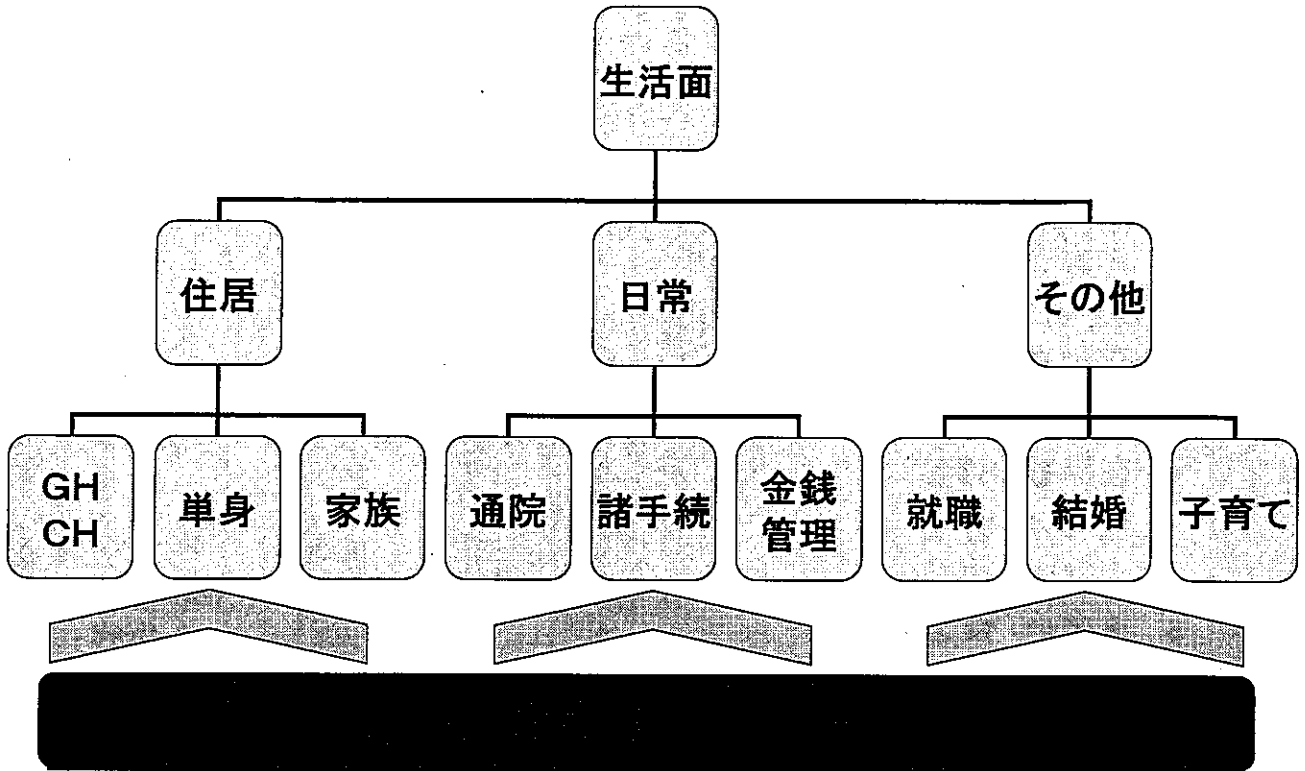 生活面
住居
日常
その他
GH
CH
単身
家族
通院
諸手続
金銭
管理
就職
結婚
子育て